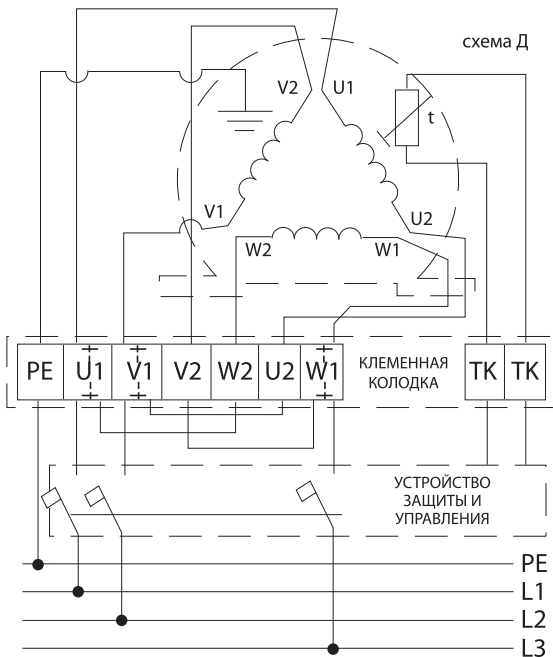 схема Д
V2 U1
t
V1
U2
W2
W1
PE U1 V1 V2 W2 U2 W1
КЛЕМЕННАЯ
КОЛОДКА
TK TK
УСТРОЙСТВО
ЗАЩИТЫ И
УПРАВЛЕНИЯ
PE
L1
L2
L3